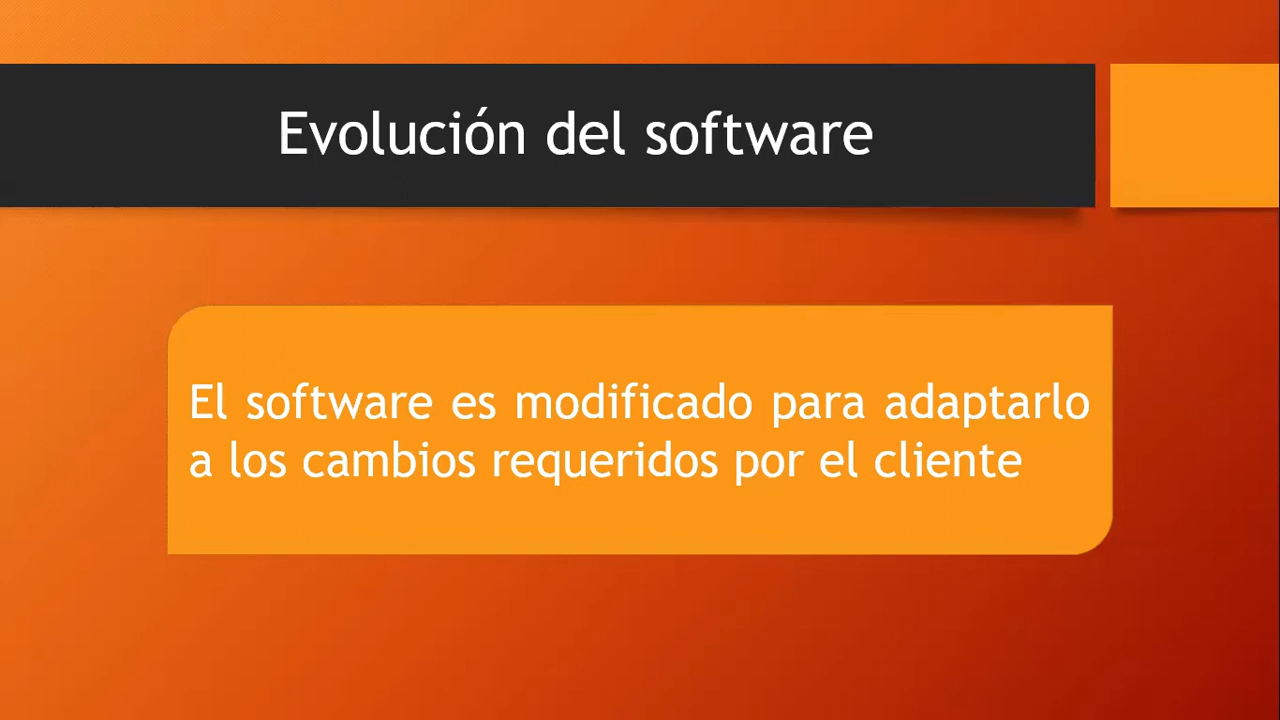 Evolución del software
El software es modificado para adaptarlo
a los cambios requeridos por el cliente